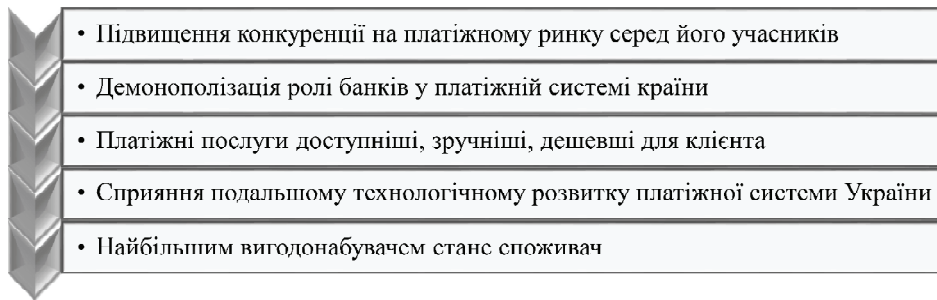 • Підвищення конкуренції на платіжному ринку серед його учасників
• Демонополізація ролі банків у платіжній системі країни
• Платіжні послуги доступніші, зручніші, дешевші для клієнта
• Сприяння подальшому технологічному розвитку платіжної системи України
• Найбільшим вигодонабувачем стане споживач